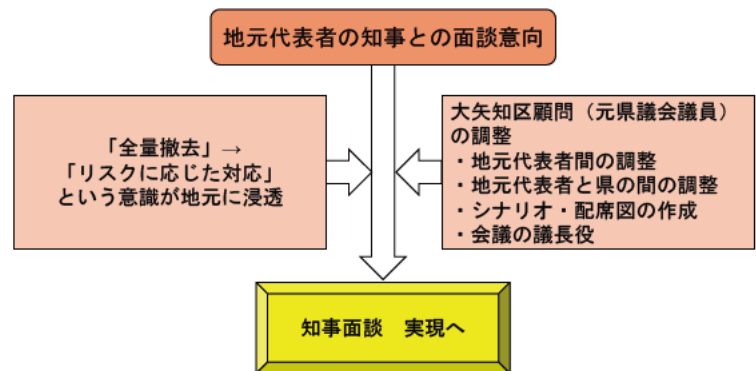 地元代表者の知事との面談意向
「全量撤去」→
「リスクに応じた対応」
という意識が地元に浸透
大矢知区顧問（元県議会議員）
の調整
・地元代表者間の調整
・地元代表者と県の間の調整
・シナリオ・配席図の作成
・会議の議長役
知事面談　実現へ